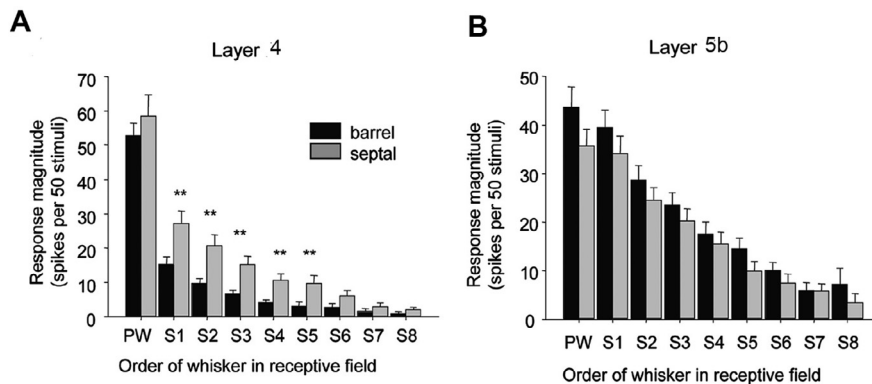 A
Layer 4
Response magnitude
(spikes per 50 stimuli)
70
60
50
40
30
20
10
0
barrel
septal
**
**
**
**
**
PW S1 S2 S3 S4 S5 S6 S7 S8
Order of whisker in receptive field
B
Layer 5b
Response magnitude
(spikes per 50 stimuli)
50
40
30
20
10
0
PW S1 S2 S3 S4 S5 S6 S7 S8
Order of whisker in receptive field